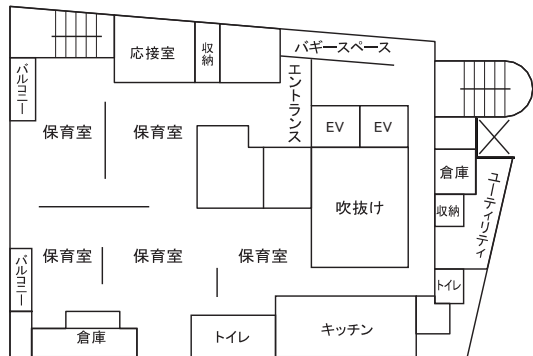 応接室
収納
バギースペース
バルコニー
エントランス
保育室
保育室
EV
EV
倉庫
ユーティリティ
吹抜け
収納
保育室
保育室
保育室
バルコニー
トイレ
倉庫
トイレ
キッチン